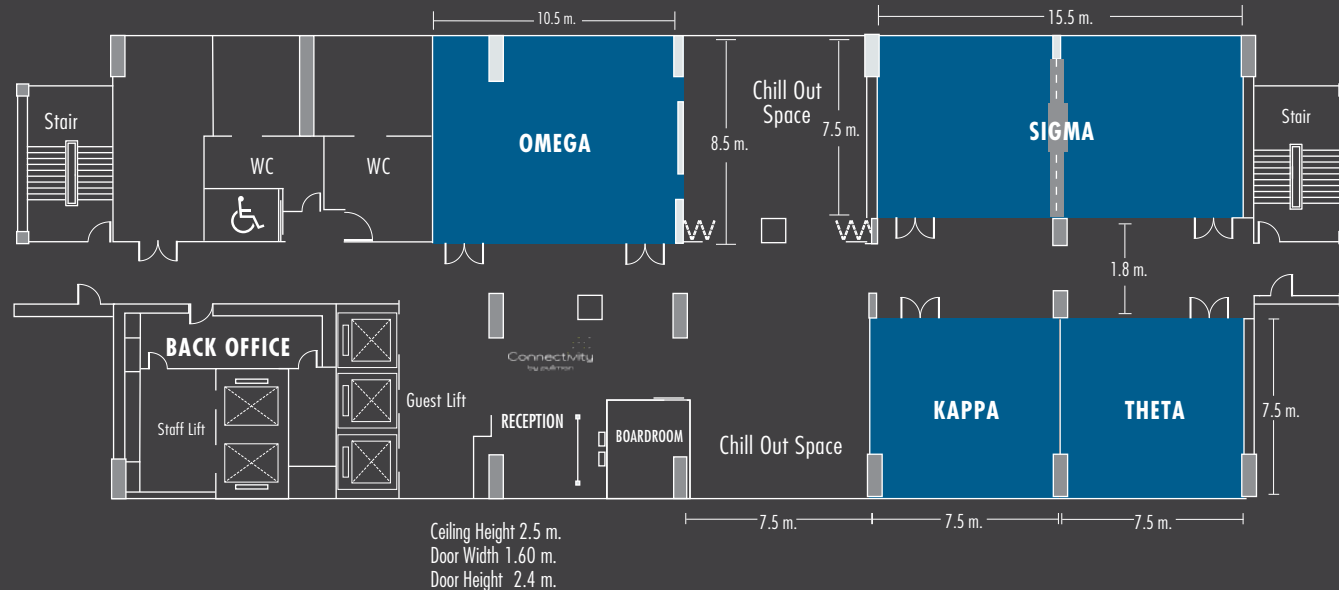 10.5 m.
15.5 m.
Stair
WC
WC
OMEGA
8.5 m.
Chill Out
Space
7.5 m.
SIGMA
Stair
1.8 m.
BACK OFFICE
Staff Lift
Guest Lift
Connectivity
by pullman
RECEPTION
BOARDROOM
Chill Out Space
KAPPA
THETA
7.5 m.
7.5 m.
7.5 m.
7.5 m.
Ceiling Height 2.5 m.
Door Width 1.60 m.
Door Height 2.4 m.